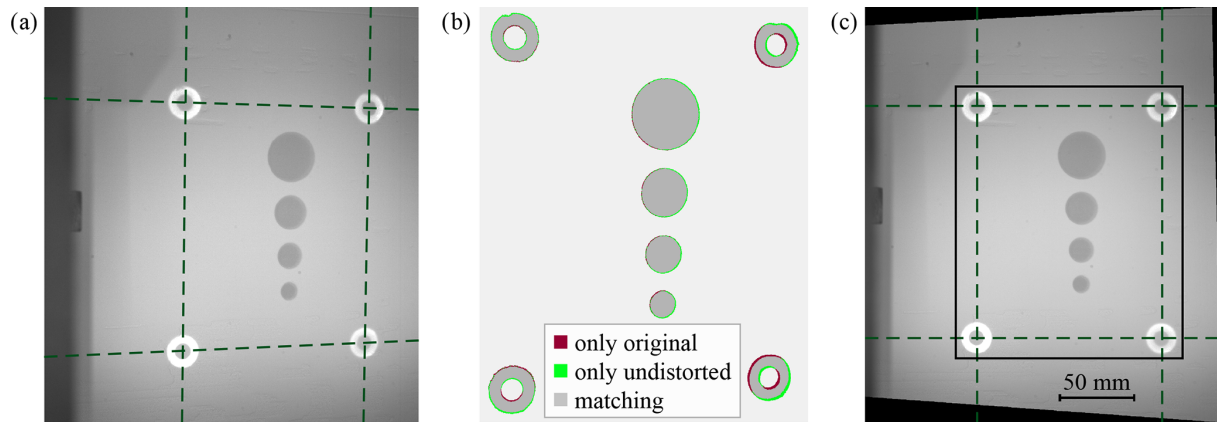 (a)
(b)
(c)
only original
only undistorted
matching
50 mm